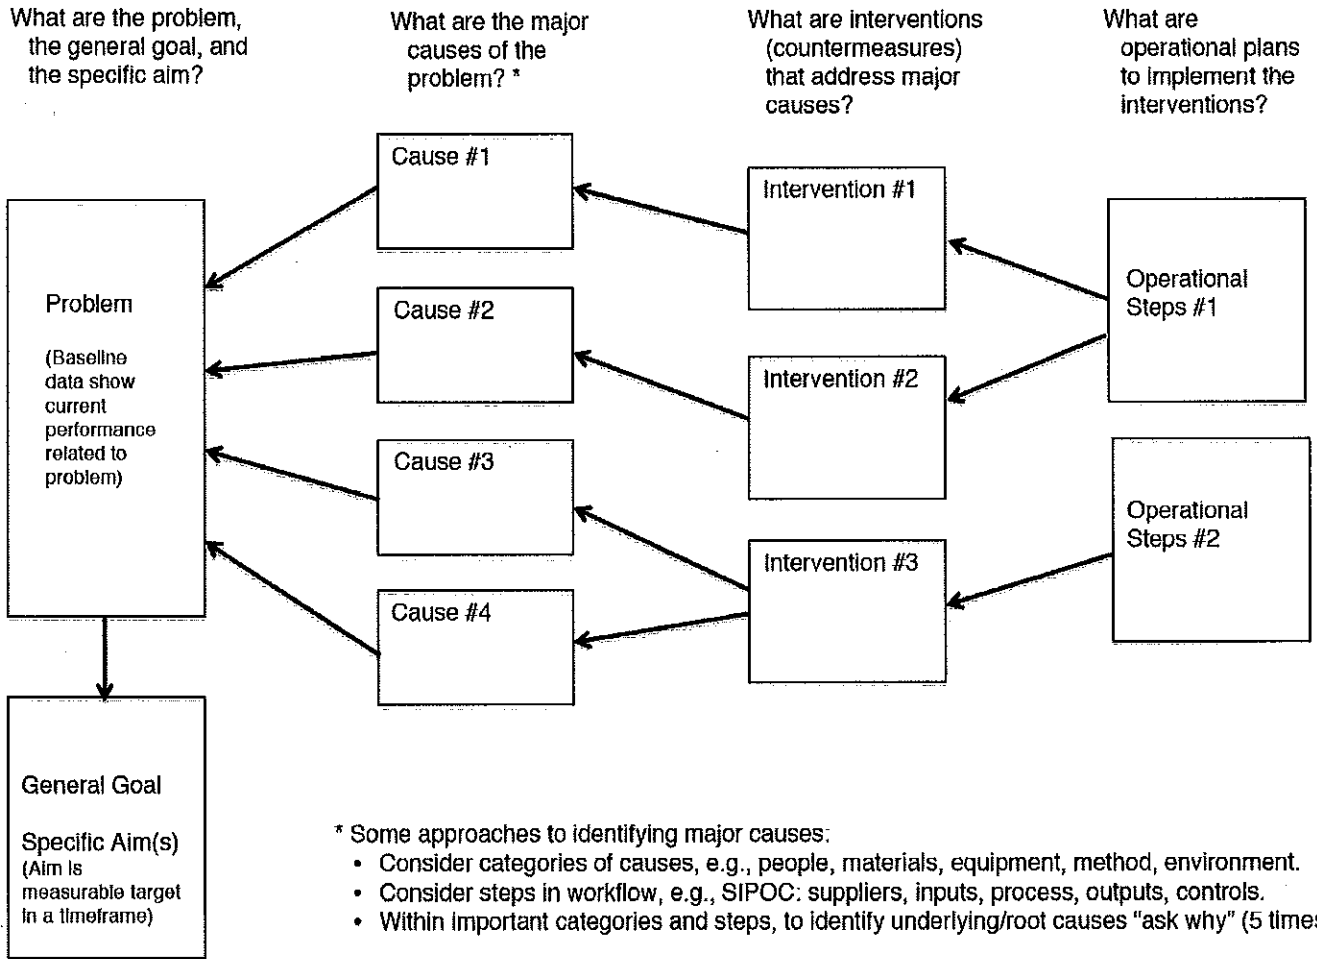 What are the problem,
the general goal, and
the specific aim?
What are the major
causes of the
problem? *
What are interventions
(countermeasures)
that address major
causes?
What are
operational plans
to implement the
interventions?
Problem
(Baseline
data show
current
performance
related to
problem)
General Goal
Specific Aim(s)
(Aim is
measurable target
in a timeframe)
Cause #1
Cause #2
Cause #3
Cause #4
Intervention #1
Intervention #2
Intervention #3
Operational
Steps #1
Operational
Steps #2
* Some approaches to identifying major causes:
• Consider categories of causes, e.g., people, materials, equipment, method, environment.
• Consider steps in workflow, e.g., SIPOC: suppliers, inputs, process, outputs, controls.
• Within important categories and steps, to identify underlying/root causes "ask why" (5 times